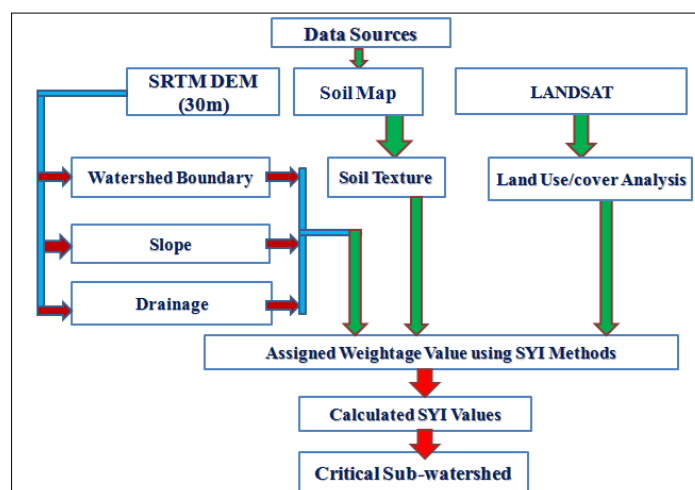 Data Sources
SRTM DEM
(30m)
Soil Map
LANDSAT
Watershed Boundary
Soil Texture
Land Use/cover Analysis
Slope
Drainage
Assigned Weightage Value using SYI Methods
Calculated SYI Values
Critical Sub-watershed